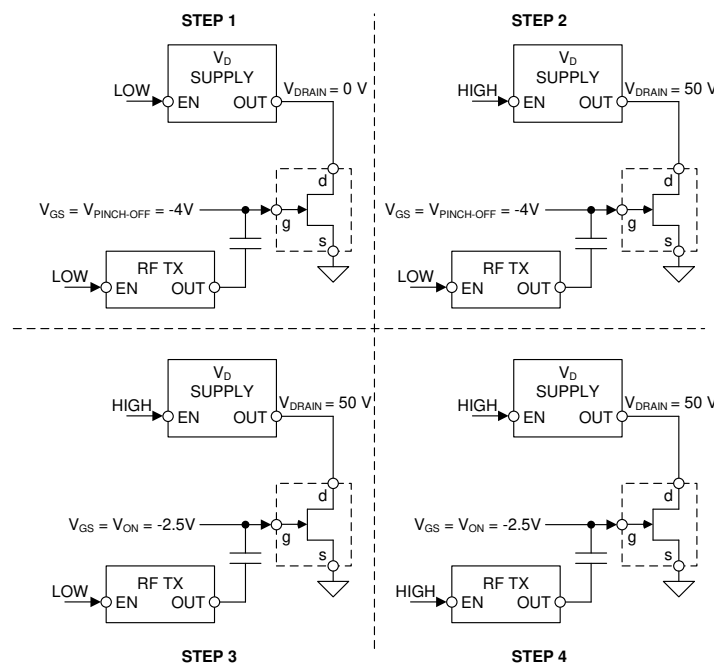 STEP 1
V_D
SUPPLY
LOW
EN
OUT
V_DRAIN = 0 V
d
V_GS = V_PINCH-OFF = -4V
g
s
RF TX
LOW
EN
OUT
STEP 2
V_D
SUPPLY
HIGH
EN
OUT
V_DRAIN = 50 V
d
V_GS = V_PINCH-OFF = -4V
g
s
RF TX
LOW
EN
OUT
V_D
SUPPLY
HIGH
EN
OUT
V_DRAIN = 50 V
d
V_GS = V_ON = -2.5V
g
s
RF TX
LOW
EN
OUT
STEP 3
V_D
SUPPLY
HIGH
EN
OUT
V_DRAIN = 50 V
d
V_GS = V_ON = -2.5V
g
s
RF TX
HIGH
EN
OUT
STEP 4